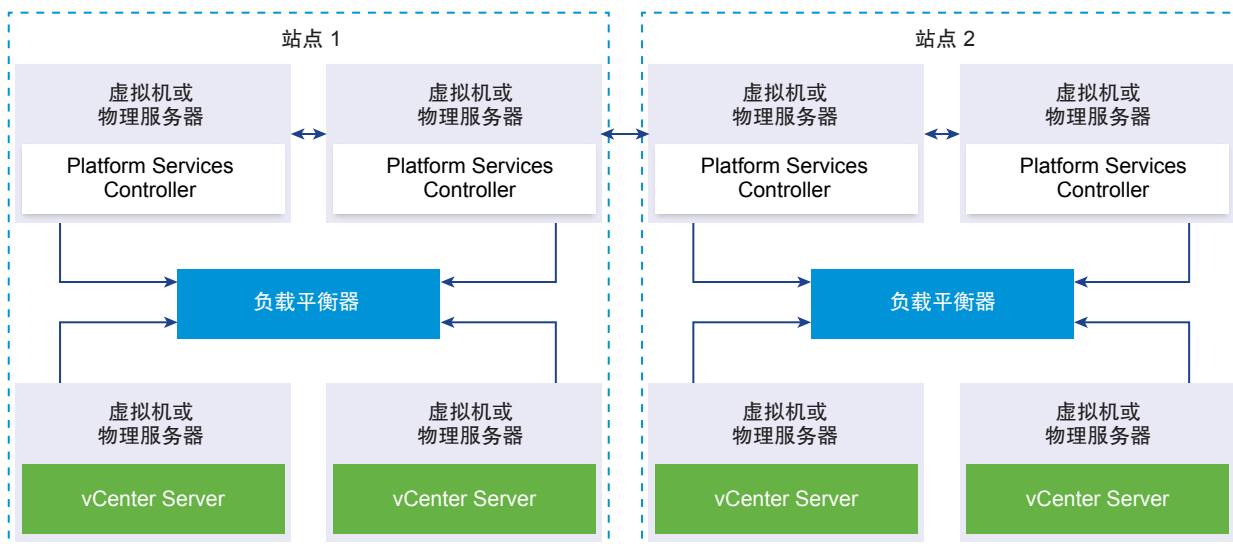 站点 1
站点 2
虚拟机或
物理服务器
Platform Services
Controller
虚拟机或
物理服务器
Platform Services
Controller
虚拟机或
物理服务器
Platform Services
Controller
虚拟机或
物理服务器
Platform Services
Controller
负载平衡器
负载平衡器
虚拟机或
物理服务器
vCenter Server
虚拟机或
物理服务器
vCenter Server
虚拟机或
物理服务器
vCenter Server
虚拟机或
物理服务器
vCenter Server